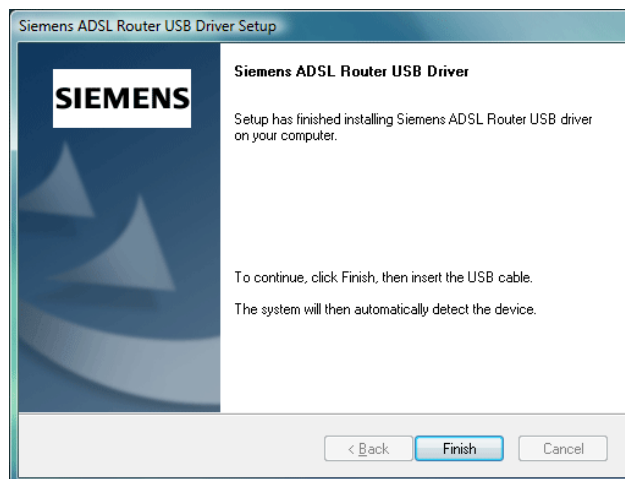 Siemens ADSL Router USB Driver Setup
SIEMENS
Siemens ADSL Router USB Driver
Setup has finished installing Siemens ADSL Router USB driver
on your computer.
To continue, click Finish, then insert the USB cable.
The system will then automatically detect the device.
< Back
Finish
Cancel